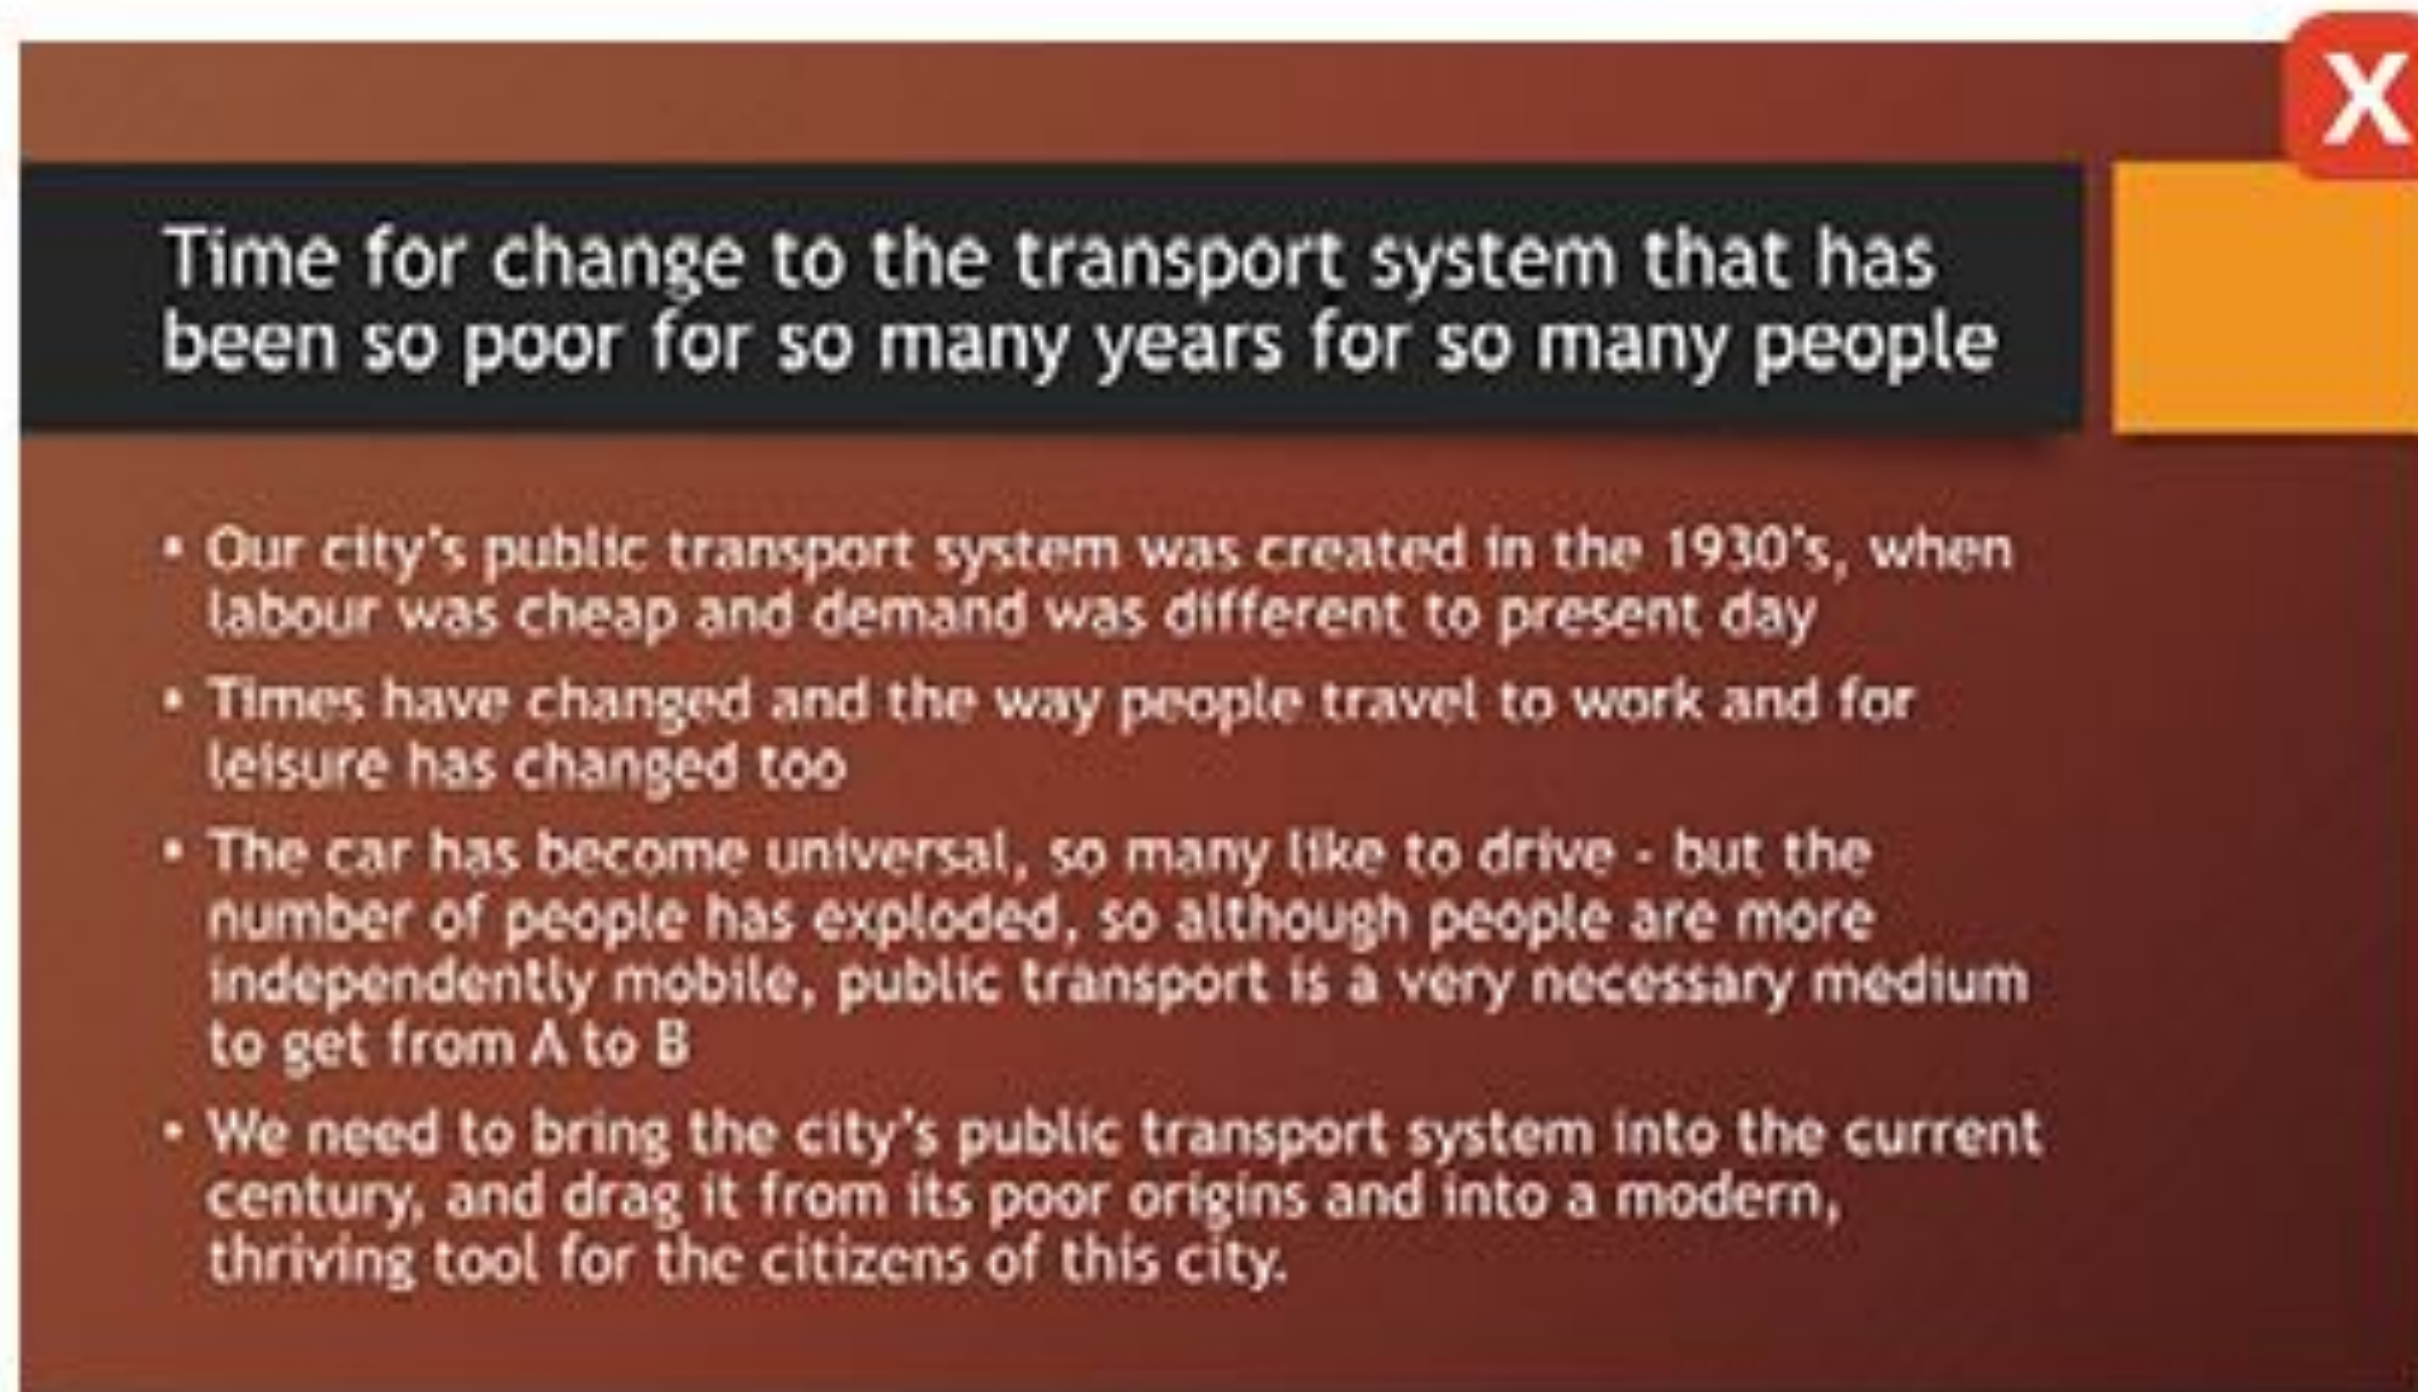 X
Time for change to the transport system that has
been so poor for so many years for so many people
• Our city's public transport system was created in the 1930's, when
labour was cheap and demand was different to present day
• Times have changed and the way people travel to work and for
leisure has changed too
• The car has become universal, so many like to drive - but the
number of people has exploded, so although people are more
independently mobile, public transport is a very necessary medium
to get from A to B
• We need to bring the city's public transport system into the current
century, and drag it from its poor origins and into a modern,
thriving tool for the citizens of this city.